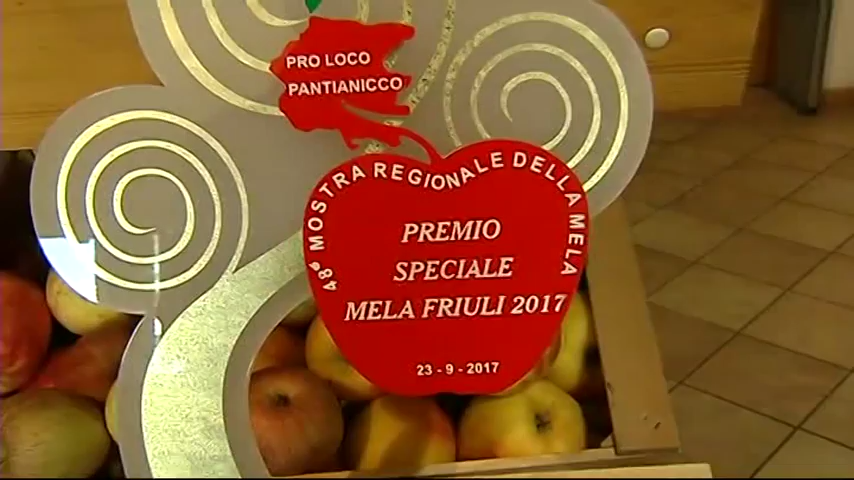 PRO LOCO
PANTIANICCO
48ª MOSTRA REGIONALE DELLA MELA
PREMIO
SPECIALE
MELA FRIULI 2017
23 - 9 - 2017